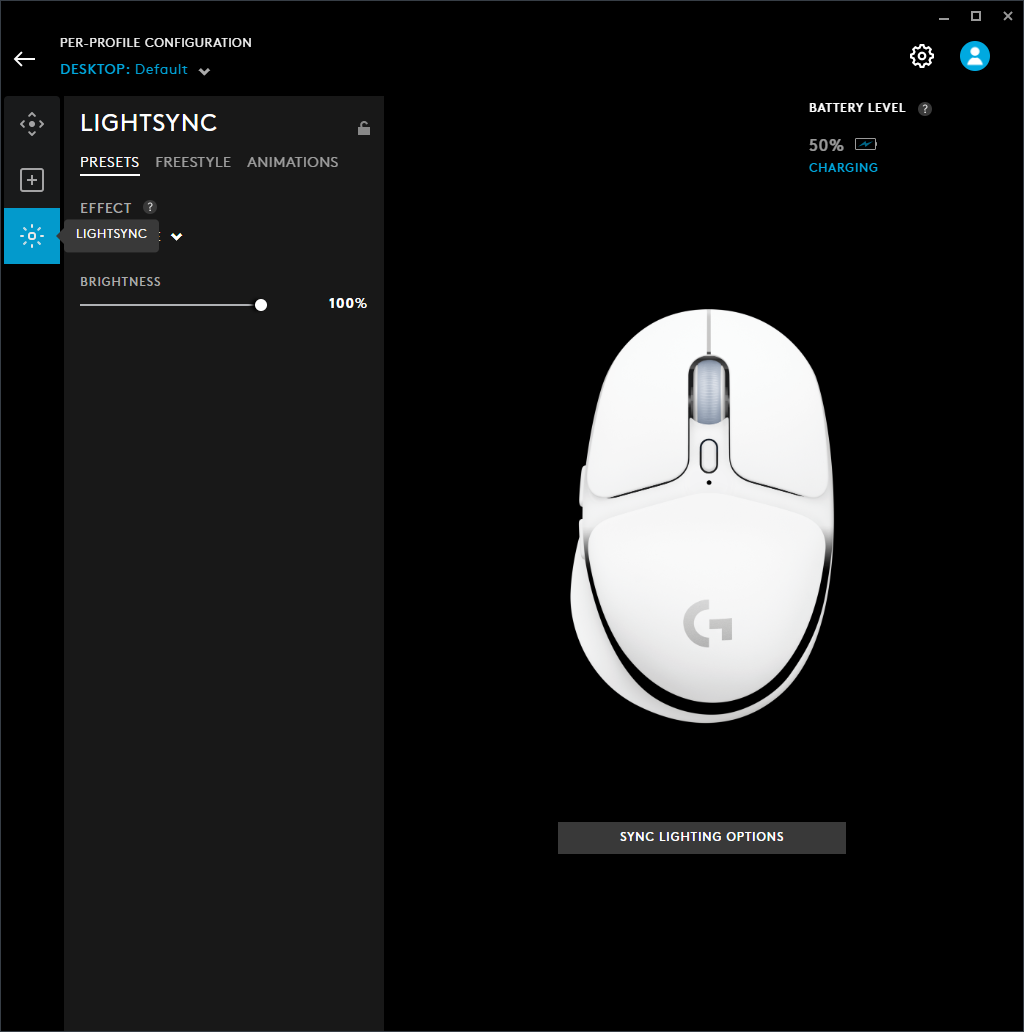 PER-PROFILE CONFIGURATION
DESKTOP: Default
LIGHTSYNC
PRESETS FREESTYLE ANIMATIONS
EFFECT ?
LIGHTSYNC
BRIGHTNESS
100%
BATTERY LEVEL ?
50%
CHARGING
G
SYNC LIGHTING OPTIONS